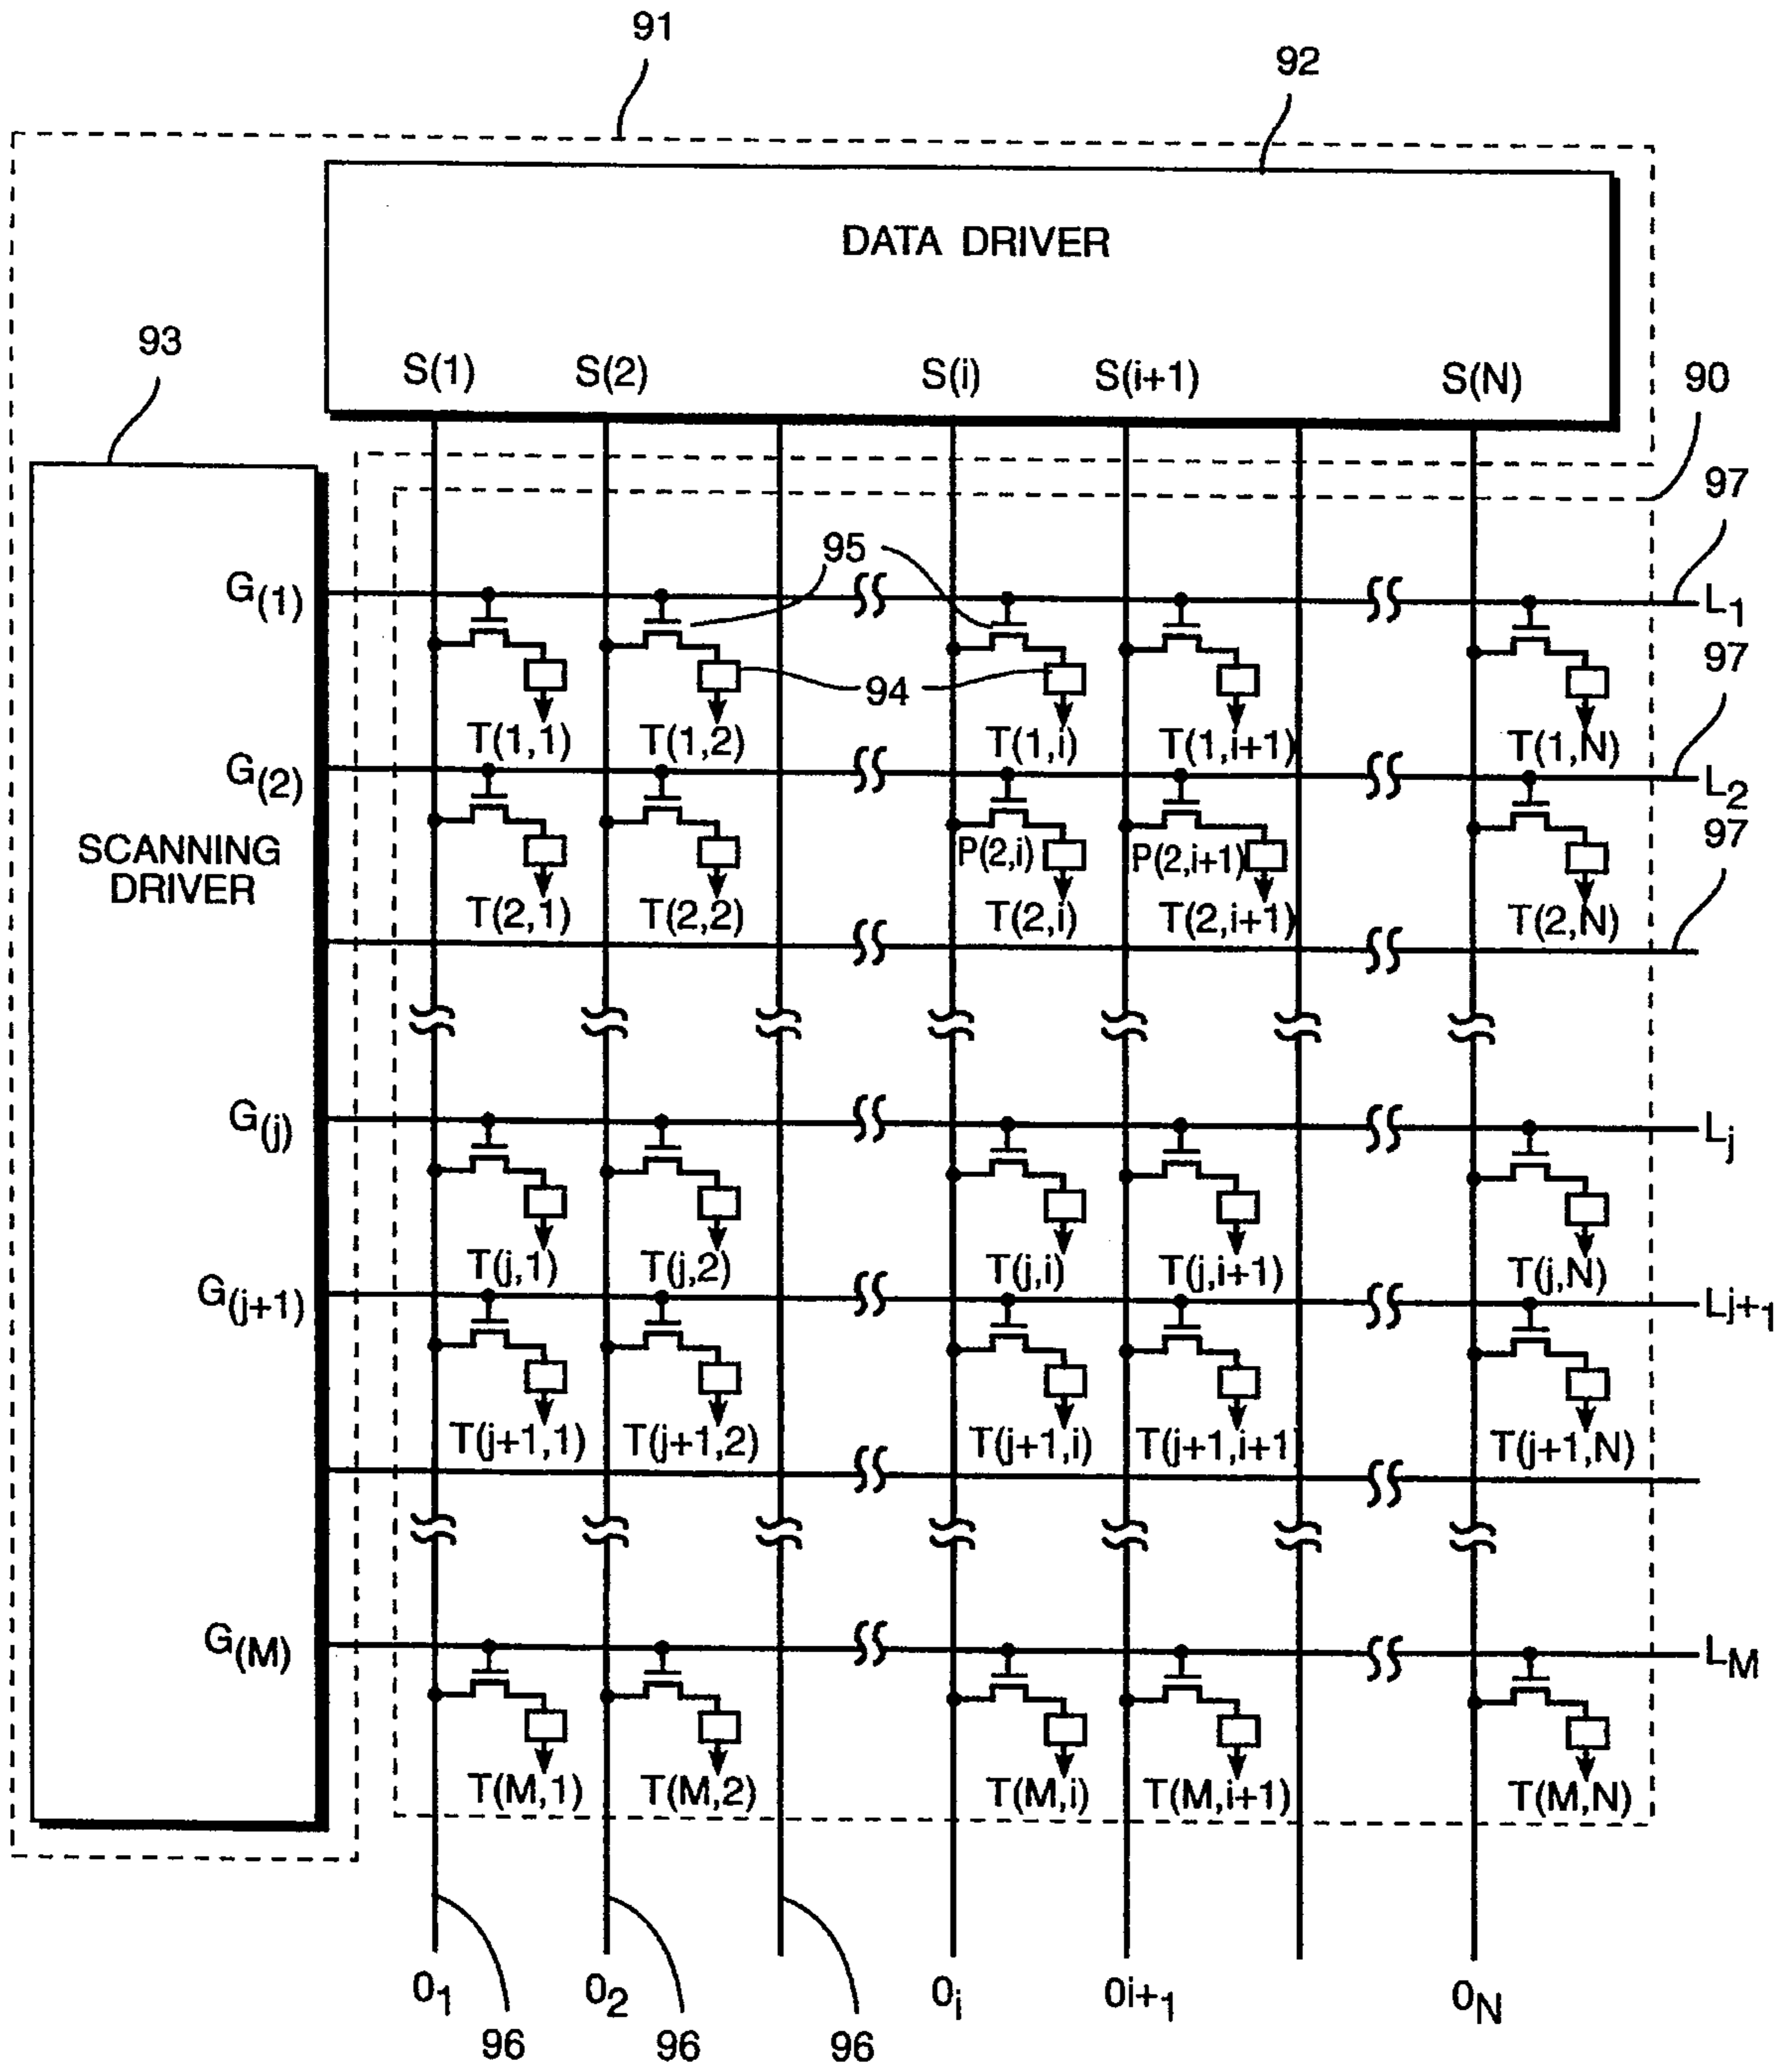 91
92
DATA DRIVER
93
S(1) S(2) S(i) S(i+1) S(N)
90
97
95
G(1) L1
97
94
T(1,1) T(1,2) T(1,i) T(1,i+1) T(1,N)
G(2) L2
97
SCANNING
DRIVER
P(2,i) P(2,i+1)
T(2,1) T(2,2) T(2,i) T(2,i+1) T(2,N)
G(j) Lj
T(j,1) T(j,2) T(j,i) T(j,i+1) T(j,N)
G(j+1) Lj+1
T(j+1,1) T(j+1,2) T(j+1,i) T(j+1,i+1) T(j+1,N)
G(M) LM
T(M,1) T(M,2) T(M,i) T(M,i+1) T(M,N)
01 02 0i 0i+1 0N
96 96 96